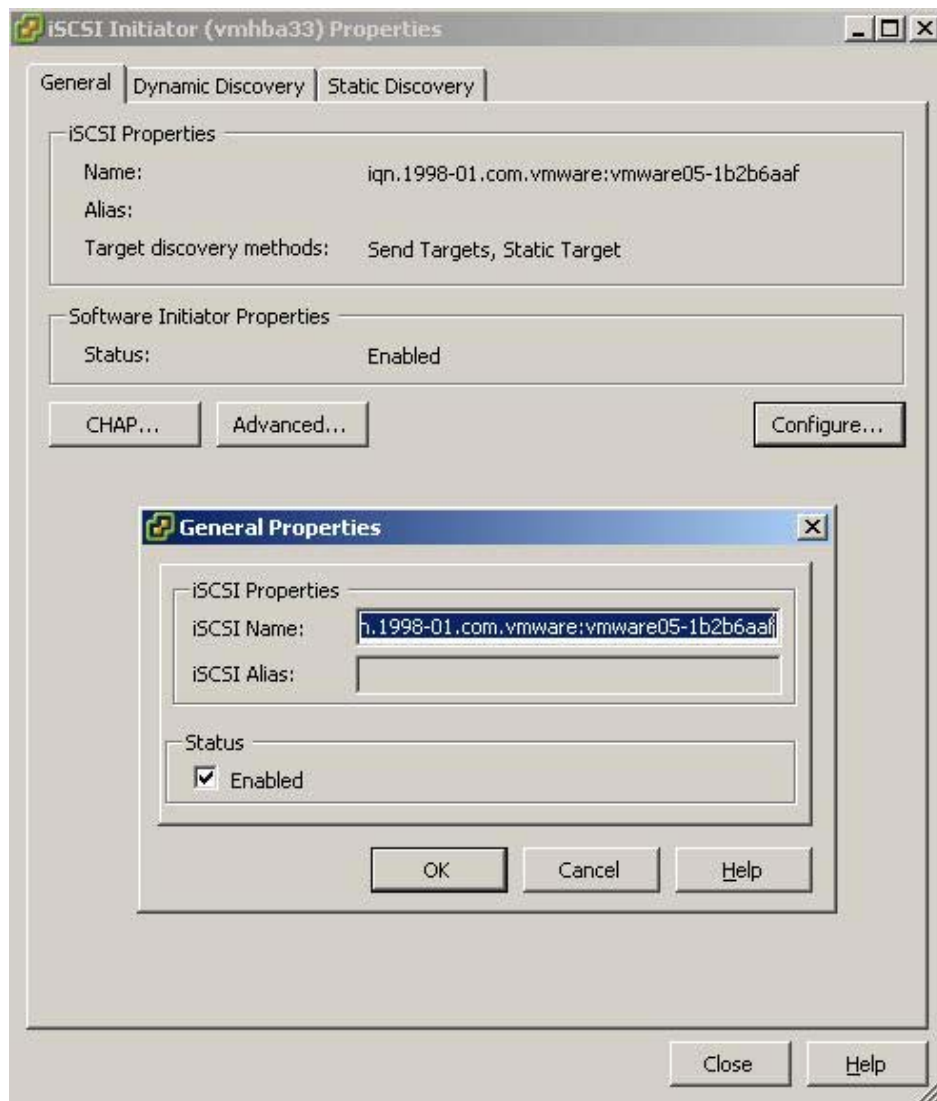 iSCSI Initiator (vmhba33) Properties
General Dynamic Discovery Static Discovery
iSCSI Properties
Name: iqn.1998-01.com.vmware:vmware05-1b2b6aaf
Alias:
Target discovery methods: Send Targets, Static Target
Software Initiator Properties
Status: Enabled
CHAP... Advanced... Configure...
General Properties
iSCSI Properties
iSCSI Name: n.1998-01.com.vmware:vmware05-1b2b6aaf
iSCSI Alias:
Status
Enabled
OK Cancel Help
Close Help